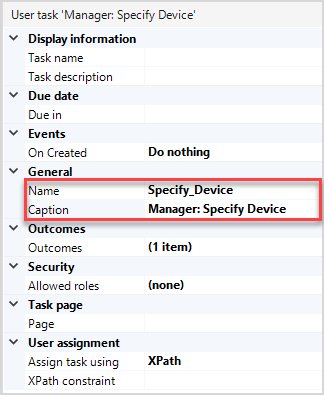 User task 'Manager: Specify Device'
Display information
Task name
Task description
Due date
Due in
Events
On Created Do nothing
General
Name Specify_Device
Caption Manager: Specify Device
Outcomes
Outcomes (1 item)
Security
Allowed roles (none)
Task page
Page
User assignment
Assign task using XPath
XPath constraint